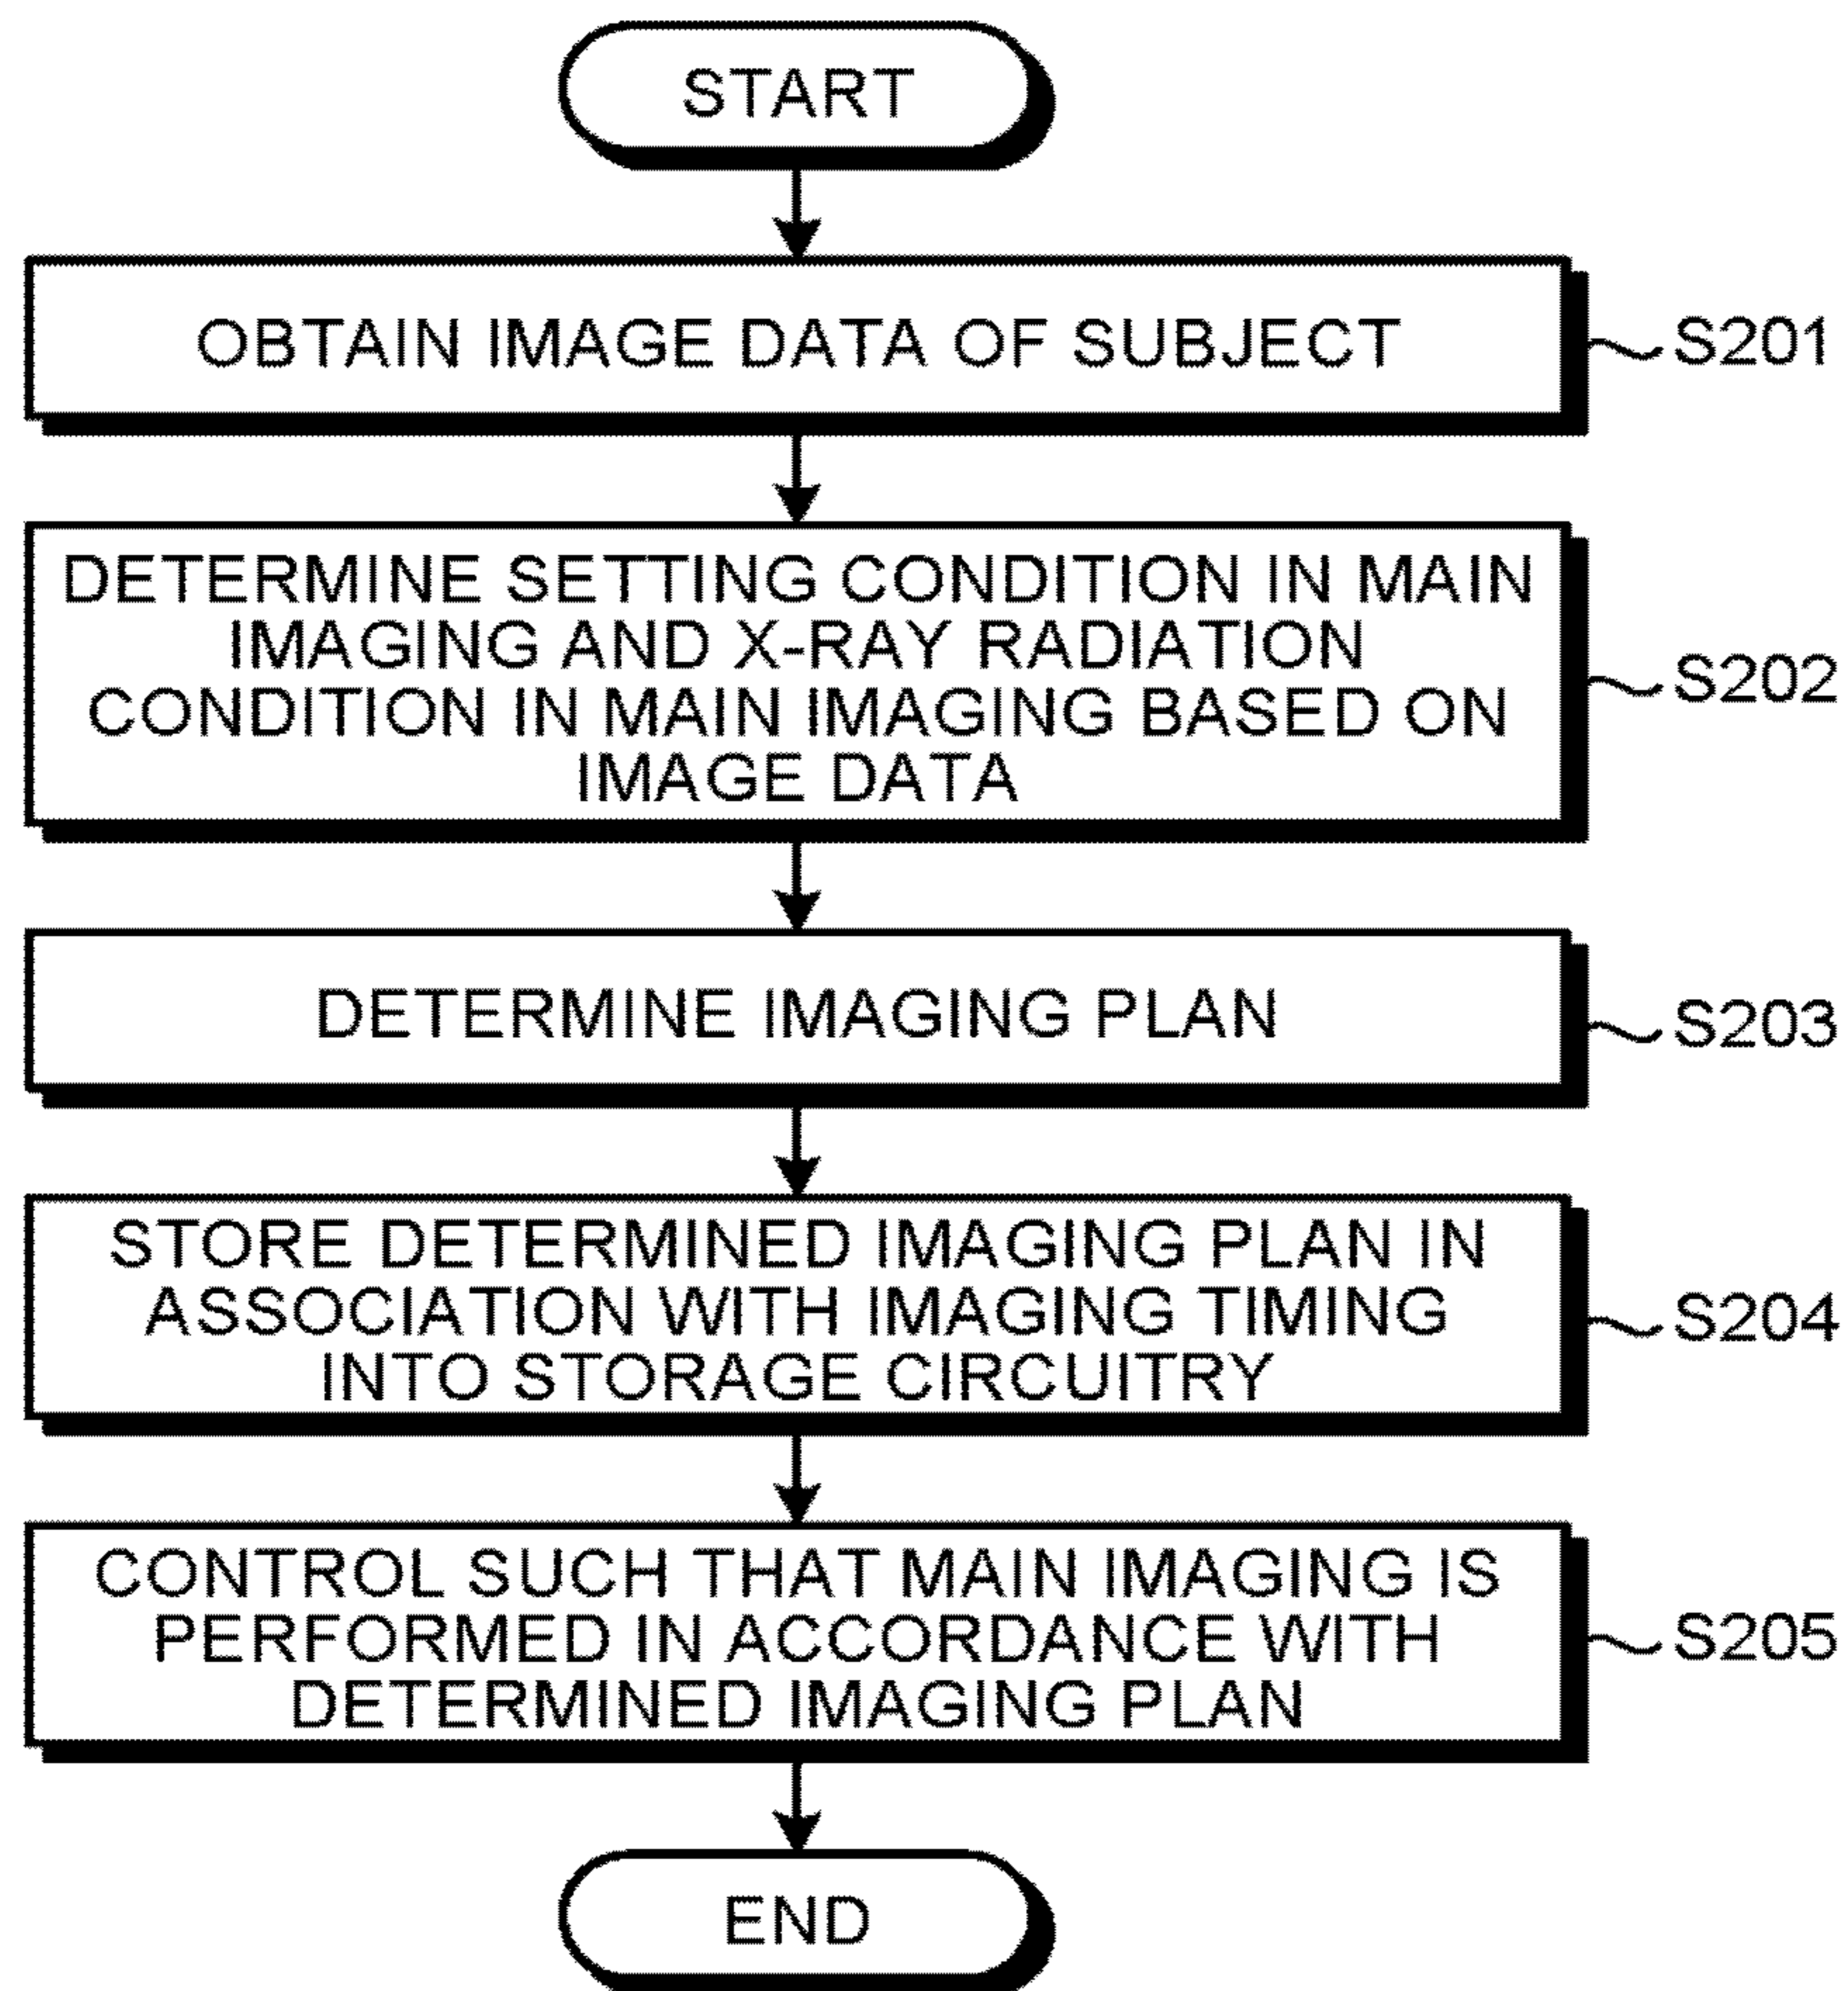 START
OBTAIN IMAGE DATA OF SUBJECT
S201
DETERMINE SETTING CONDITION IN MAIN
IMAGING AND X-RAY RADIATION
CONDITION IN MAIN IMAGING BASED ON
IMAGE DATA
S202
DETERMINE IMAGING PLAN
S203
STORE DETERMINED IMAGING PLAN IN
ASSOCIATION WITH IMAGING TIMING
INTO STORAGE CIRCUITRY
S204
CONTROL SUCH THAT MAIN IMAGING IS
PERFORMED IN ACCORDANCE WITH
DETERMINED IMAGING PLAN
S205
END